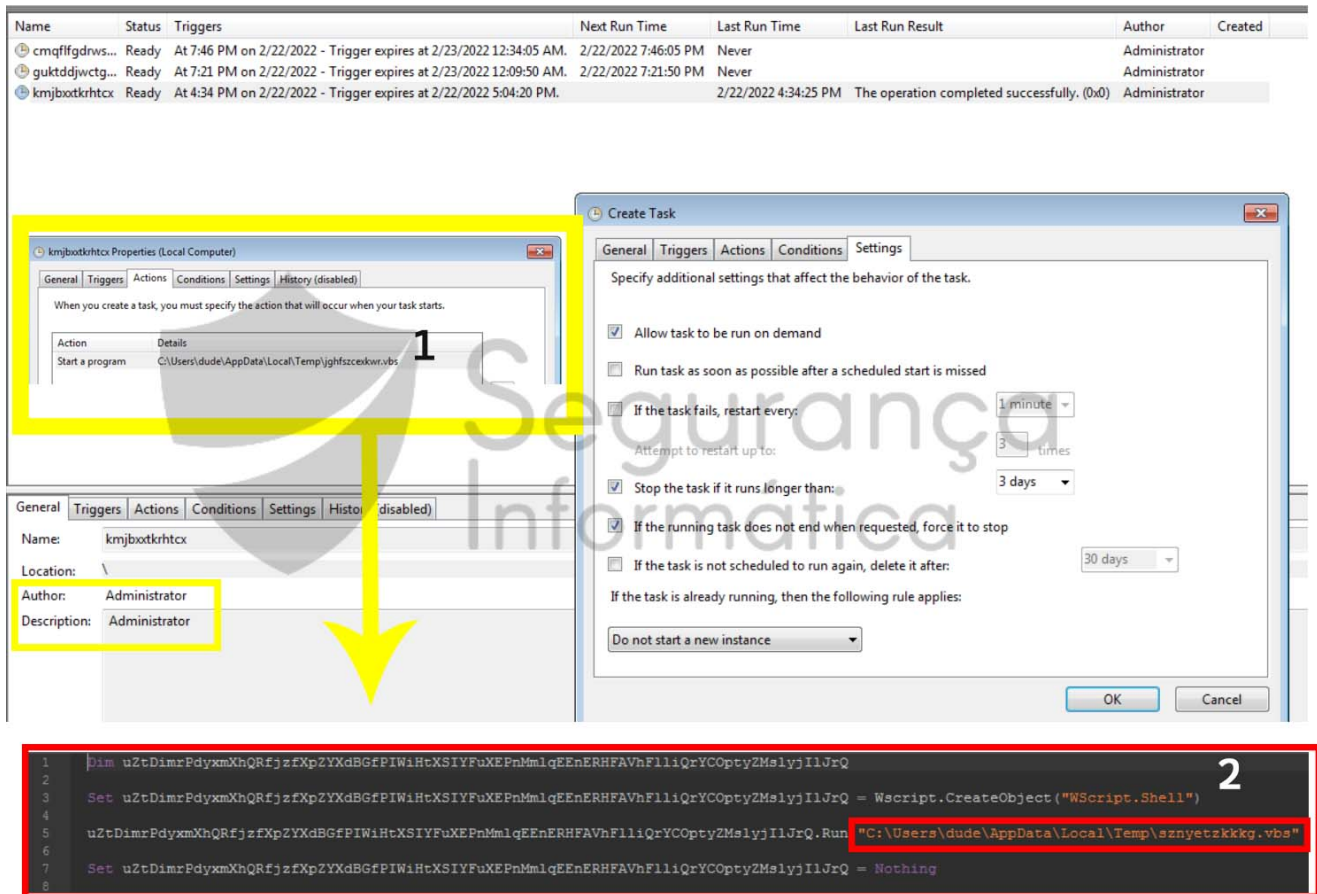 Name Status Triggers Next Run Time Last Run Time Last Run Result Author Created
cmqflfgdrws... Ready At 7:46 PM on 2/22/2022 - Trigger expires at 2/23/2022 12:34:05 AM. 2/22/2022 7:46:05 PM Never Administrator
guktddjwctg... Ready At 7:21 PM on 2/22/2022 - Trigger expires at 2/23/2022 12:09:50 AM. 2/22/2022 7:21:50 PM Never Administrator
kmjbxxtkrhtcx Ready At 4:34 PM on 2/22/2022 - Trigger expires at 2/22/2022 5:04:20 PM. 2/22/2022 4:34:25 PM The operation completed successfully. (0x0) Administrator
kmjbxxtkrhtcx Properties (Local Computer)
General Triggers Actions Conditions Settings History (disabled)
When you create a task, you must specify the action that will occur when your task starts.
Action Details
Start a program C:\Users\dude\AppData\Local\Temp\jghfszcexkwr.vbs
1
Create Task
General Triggers Actions Conditions Settings
Specify additional settings that affect the behavior of the task.
Allow task to be run on demand
Run task as soon as possible after a scheduled start is missed
If the task fails, restart every: 1 minute
Attempt to restart up to: 3 times
Stop the task if it runs longer than: 3 days
If the running task does not end when requested, force it to stop
If the task is not scheduled to run again, delete it after: 30 days
If the task is already running, then the following rule applies:
Do not start a new instance
OK Cancel
Segurança
Informática
General Triggers Actions Conditions Settings History (disabled)
Name: kmjbxxtkrhtcx
Location: \
Author: Administrator
Description: Administrator
2
1 Dim uZtDimrPdyxmXhQRfjzfXpZYXdBGfPIWiHtXSIYFuXEPnMmlqEEnERHFAVhFlliQrYCOptyZMslyjIlJrQ
2
3 Set uZtDimrPdyxmXhQRfjzfXpZYXdBGfPIWiHtXSIYFuXEPnMmlqEEnERHFAVhFlliQrYCOptyZMslyjIlJrQ = Wscript.CreateObject("WScript.Shell")
4
5 uZtDimrPdyxmXhQRfjzfXpZYXdBGfPIWiHtXSIYFuXEPnMmlqEEnERHFAVhFlliQrYCOptyZMslyjIlJrQ.Run "C:\Users\dude\AppData\Local\Temp\sznyetzkkkg.vbs"
6
7 Set uZtDimrPdyxmXhQRfjzfXpZYXdBGfPIWiHtXSIYFuXEPnMmlqEEnERHFAVhFlliQrYCOptyZMslyjIlJrQ = Nothing
8